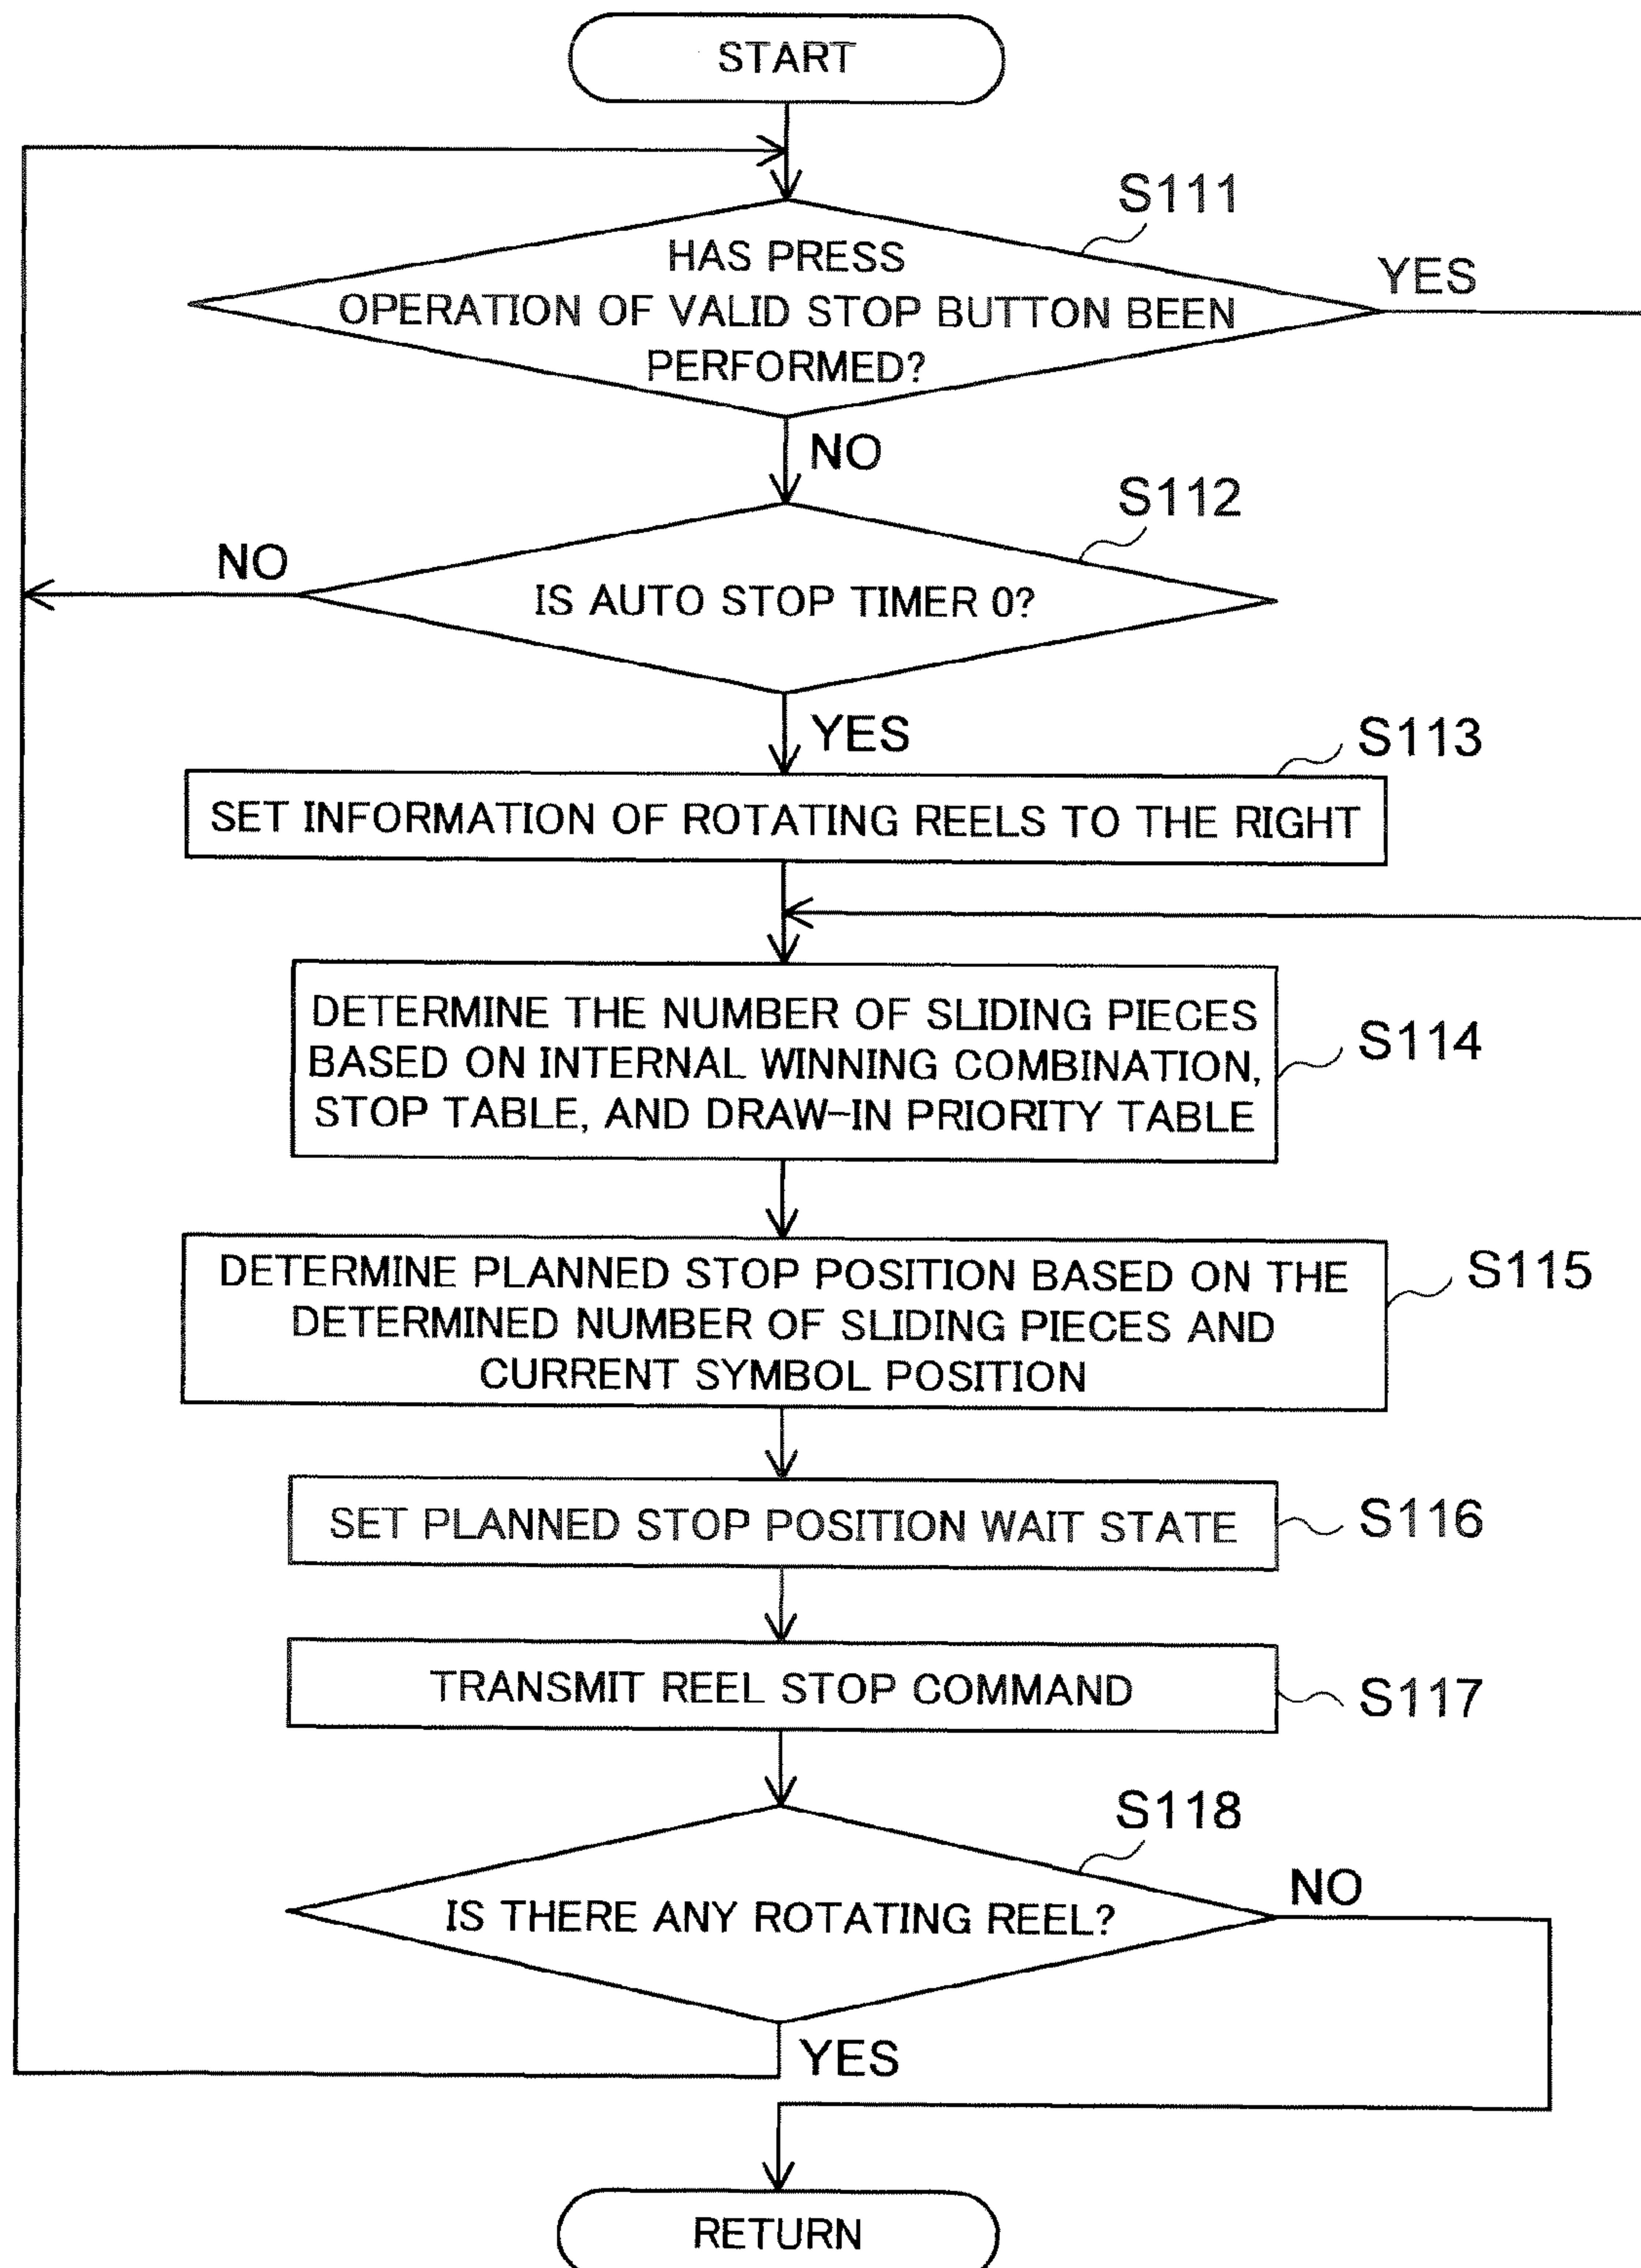 START
S111
HAS PRESS
OPERATION OF VALID STOP BUTTON BEEN
PERFORMED?
YES
NO
S112
NO
IS AUTO STOP TIMER 0?
YES
S113
SET INFORMATION OF ROTATING REELS TO THE RIGHT
DETERMINE THE NUMBER OF SLIDING PIECES
BASED ON INTERNAL WINNING COMBINATION,
STOP TABLE, AND DRAW-IN PRIORITY TABLE
S114
DETERMINE PLANNED STOP POSITION BASED ON THE
DETERMINED NUMBER OF SLIDING PIECES AND
CURRENT SYMBOL POSITION
S115
SET PLANNED STOP POSITION WAIT STATE
S116
TRANSMIT REEL STOP COMMAND
S117
S118
IS THERE ANY ROTATING REEL?
NO
YES
RETURN